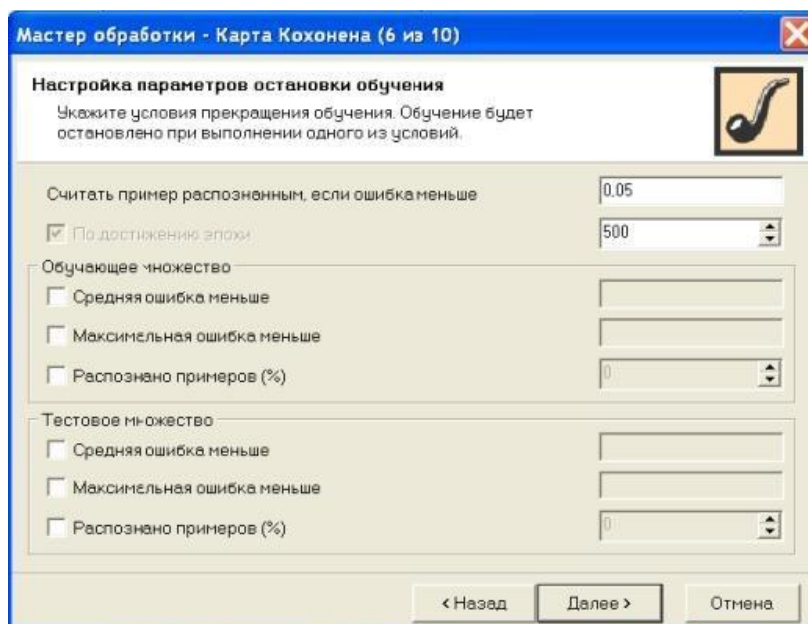 Мастер обработки - Карта Кохонена (6 из 10)
Настройка параметров остановки обучения
Укажите условия прекращения обучения. Обучение будет
остановлено при выполнении одного из условий.
Считать пример распознанным, если ошибка меньше 0,05
По достижению эпохи 500
Обучающее множество
Средняя ошибка меньше
Максимальная ошибка меньше
Распознано примеров (%) 0
Тестовое множество
Средняя ошибка меньше
Максимальная ошибка меньше
Распознано примеров (%) 0
< Назад Далее > Отмена